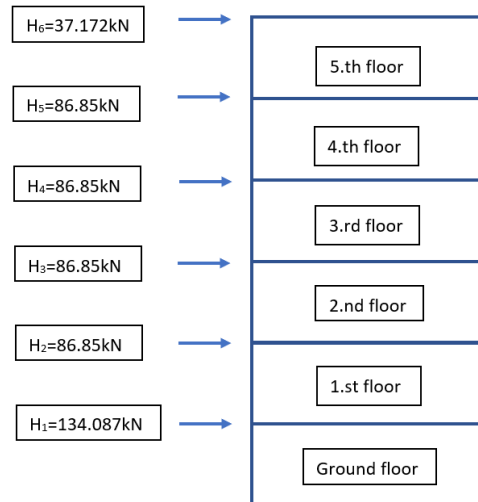 H₆=37.172kN
5.th floor
H₅=86.85kN
4.th floor
H₄=86.85kN
3.rd floor
H₃=86.85kN
2.nd floor
H₂=86.85kN
1.st floor
H₁=134.087kN
Ground floor